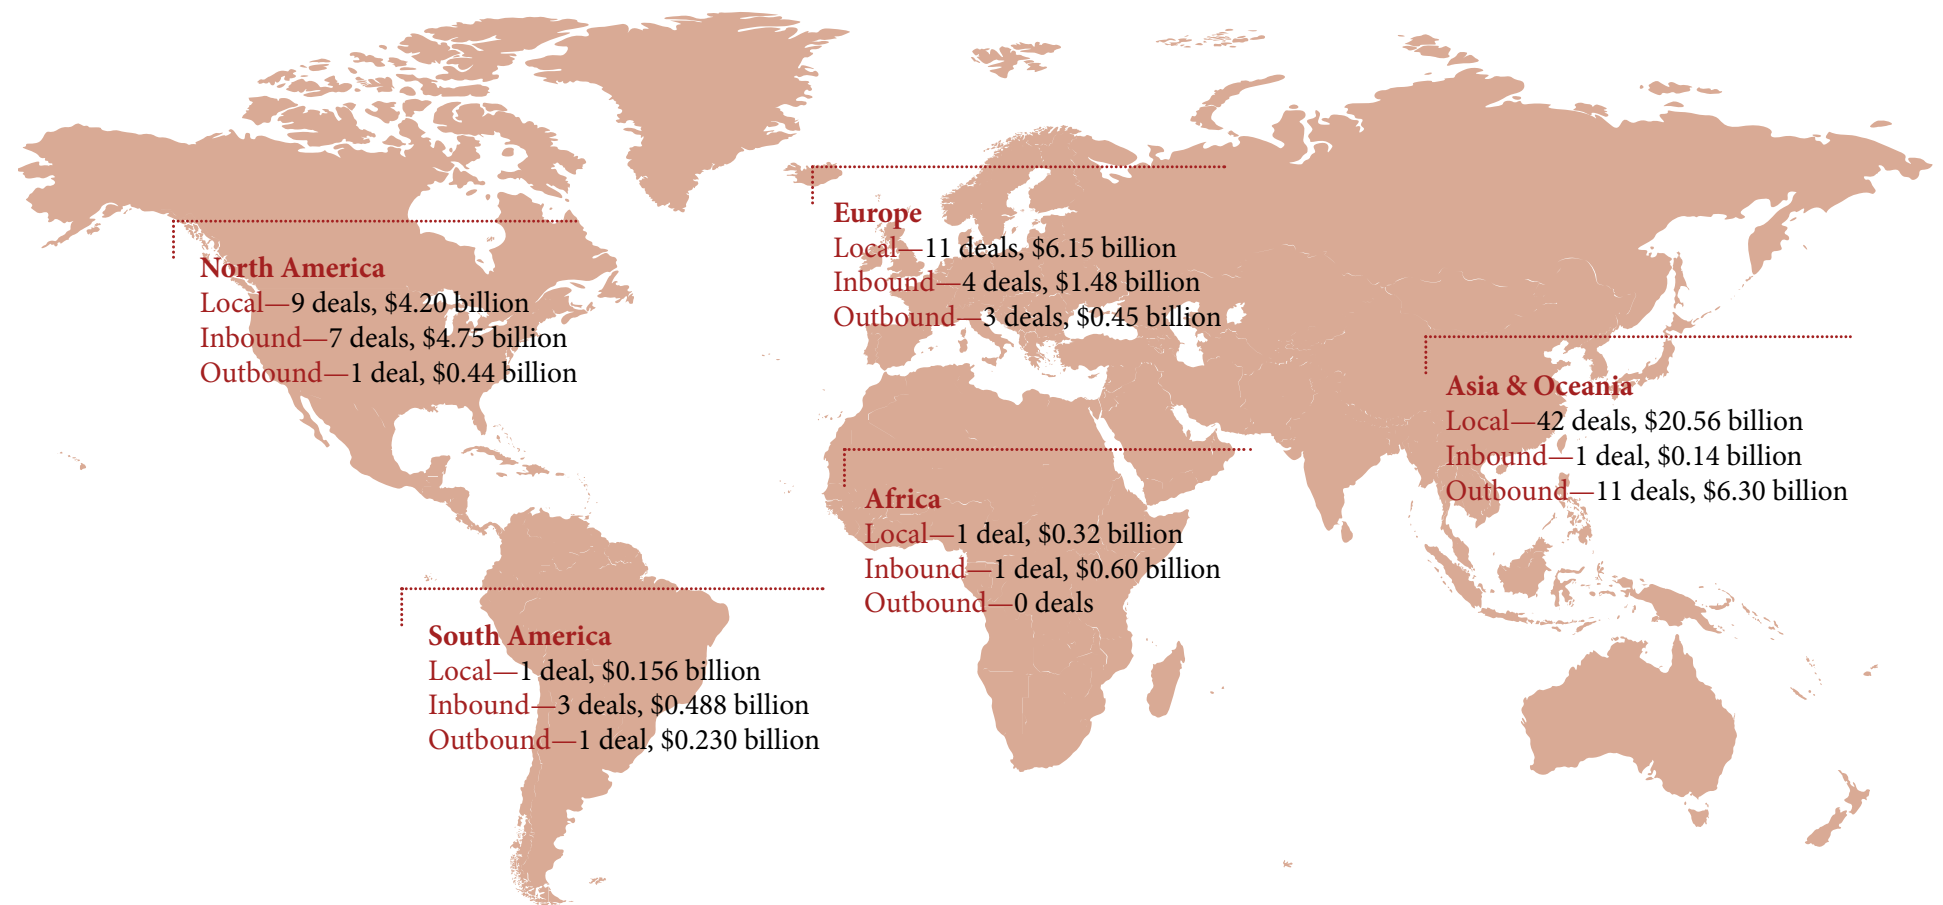 North America
Local—9 deals, $4.20 billion
Inbound—7 deals, $4.75 billion
Outbound—1 deal, $0.44 billion
Europe
Local—11 deals, $6.15 billion
Inbound—4 deals, $1.48 billion
Outbound—3 deals, $0.45 billion
Asia & Oceania
Local—42 deals, $20.56 billion
Inbound—1 deal, $0.14 billion
Outbound—11 deals, $6.30 billion
Africa
Local—1 deal, $0.32 billion
Inbound—1 deal, $0.60 billion
Outbound—0 deals
South America
Local—1 deal, $0.156 billion
Inbound—3 deals, $0.488 billion
Outbound—1 deal, $0.230 billion